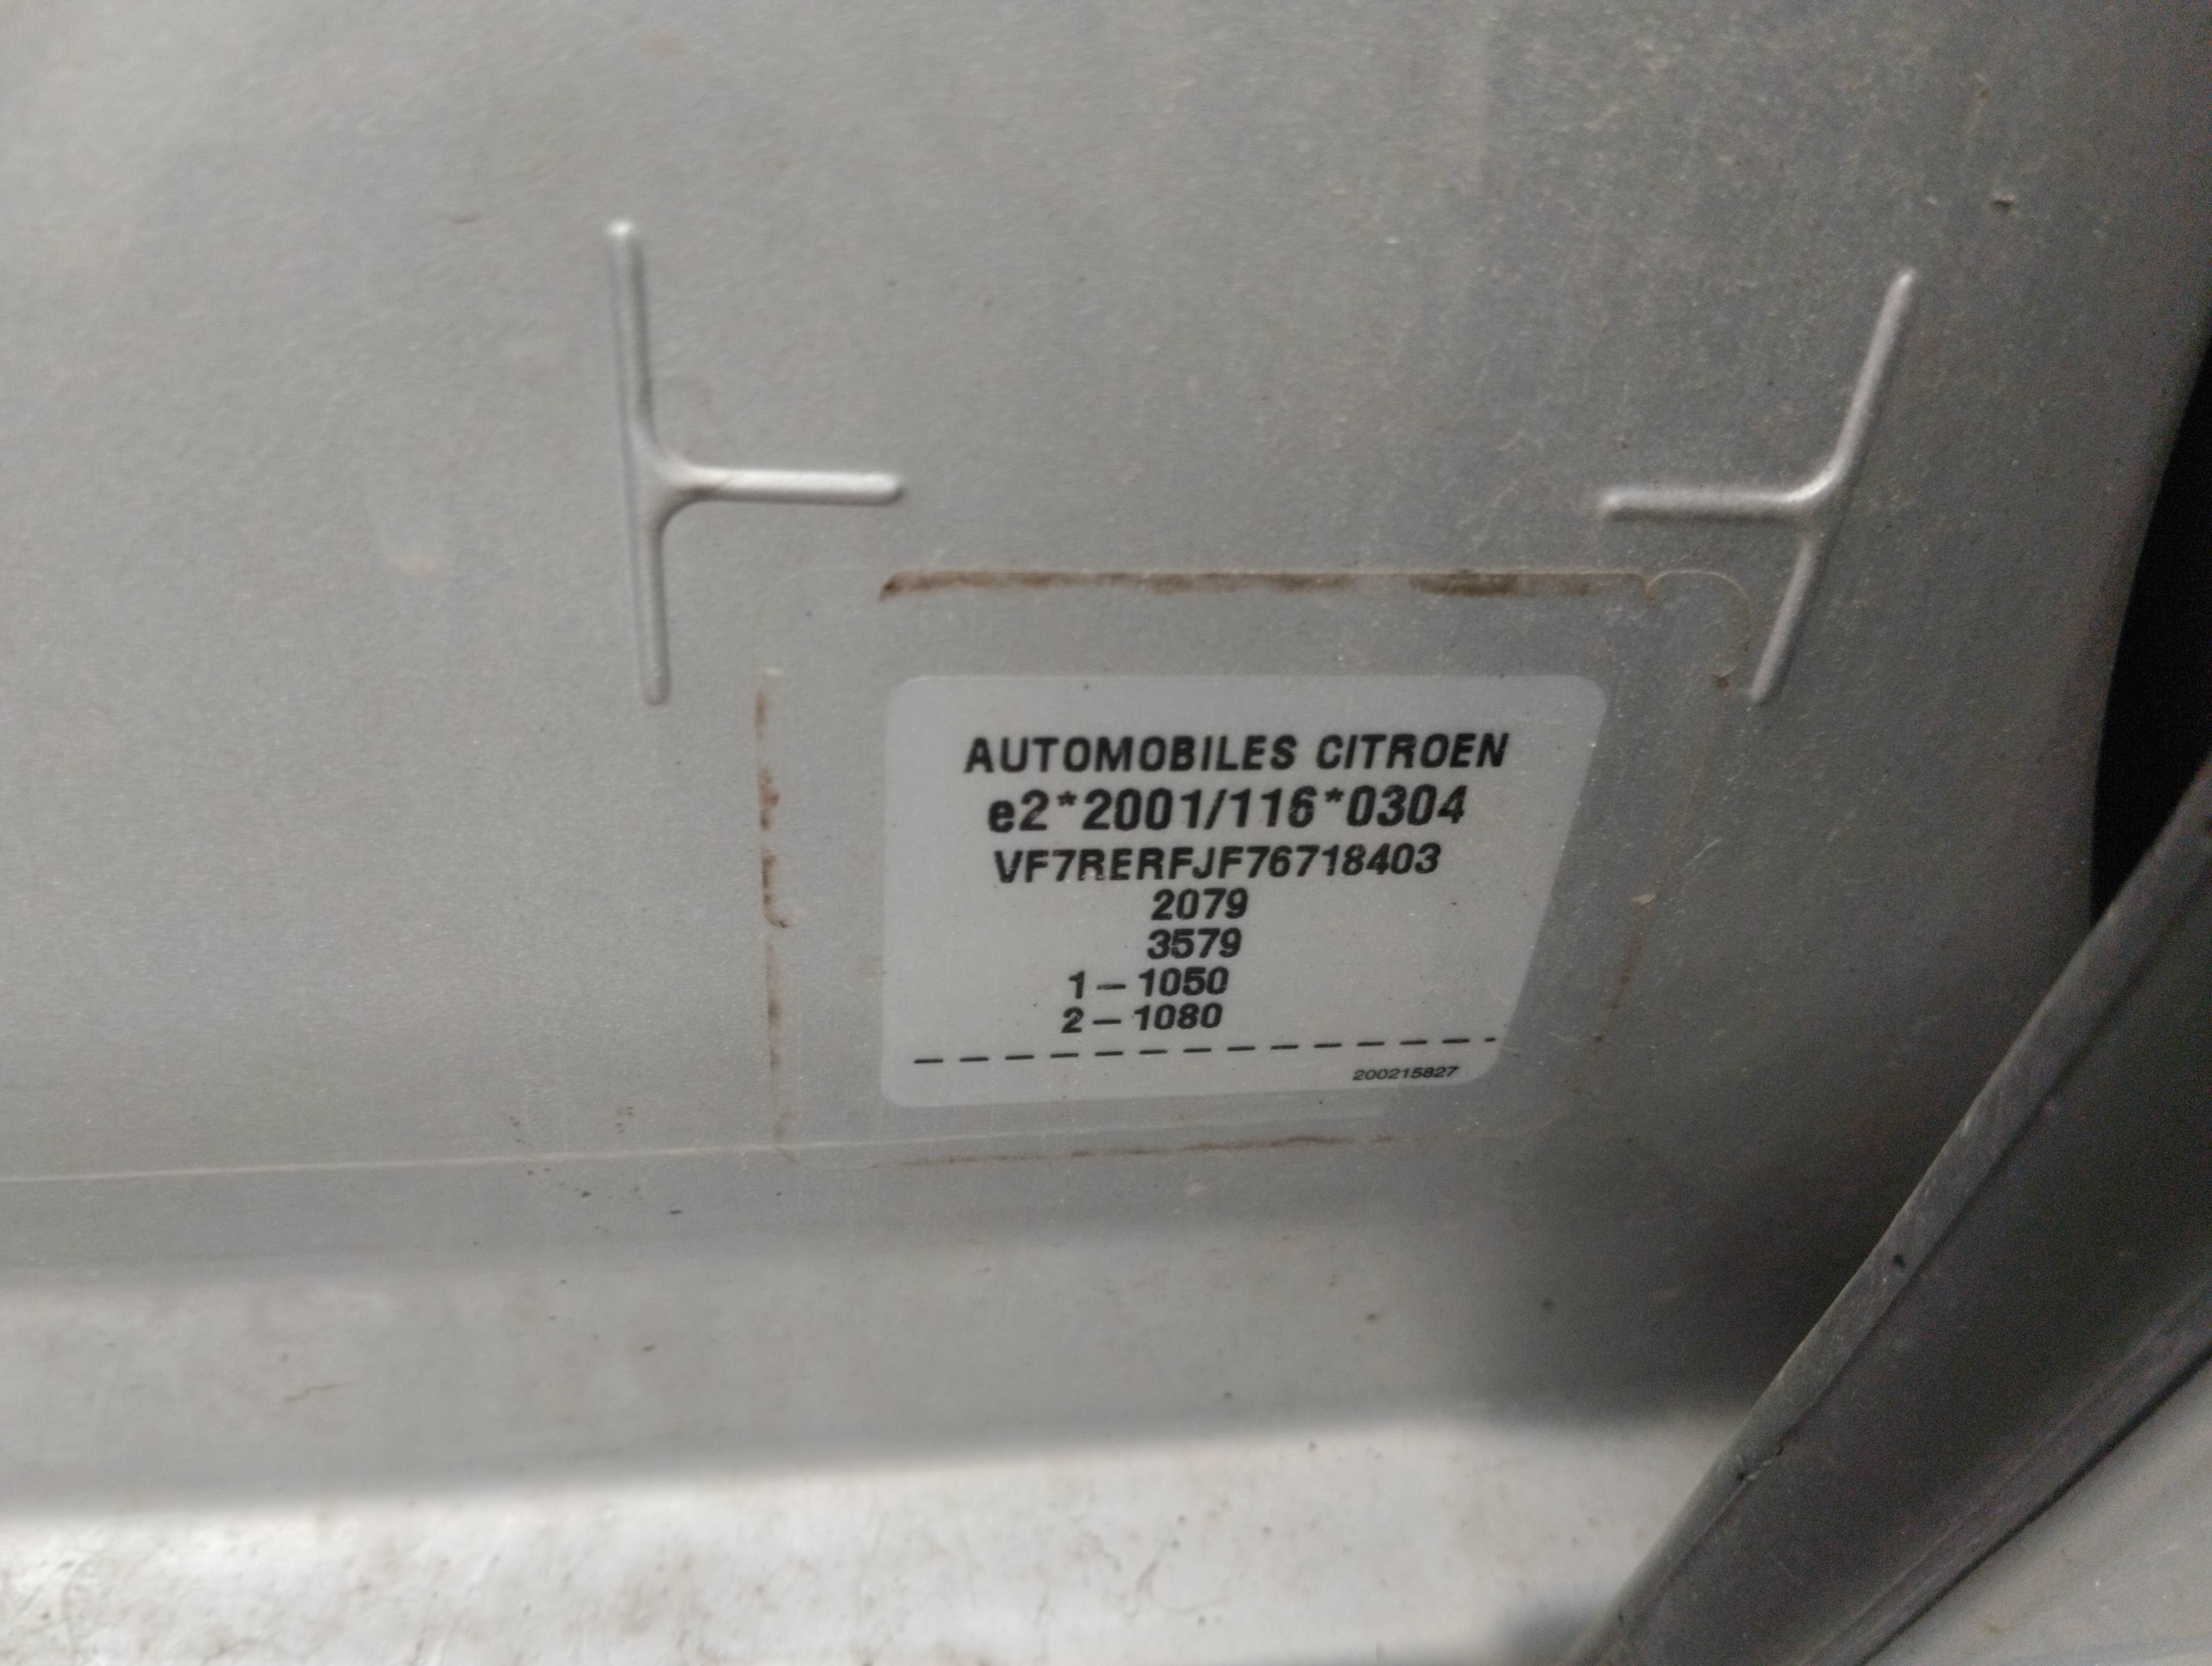 AUTOMOBILES CITROEN
e2*2001/116*0304
VF7RERFJF76718403
2079
3579
1 – 1050
2 – 1080
200215827